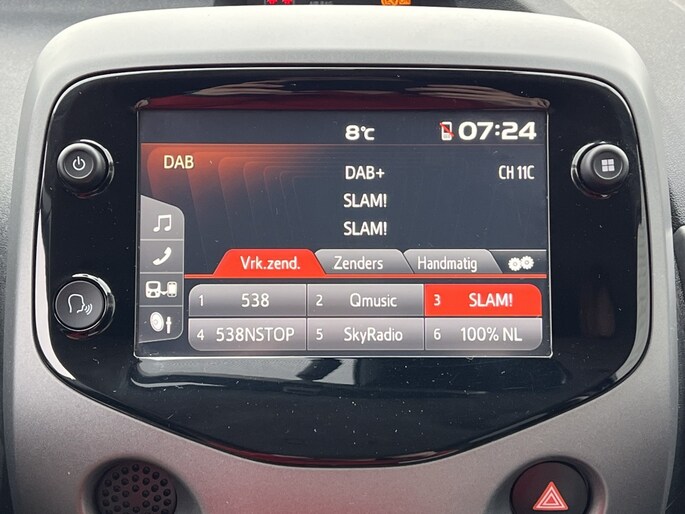 8°C 07:24
DAB DAB+ CH 11C
SLAM!
SLAM!
Vrk.zend. Zenders Handmatig
1 538 2 Qmusic 3 SLAM!
4 538NSTOP 5 SkyRadio 6 100% NL